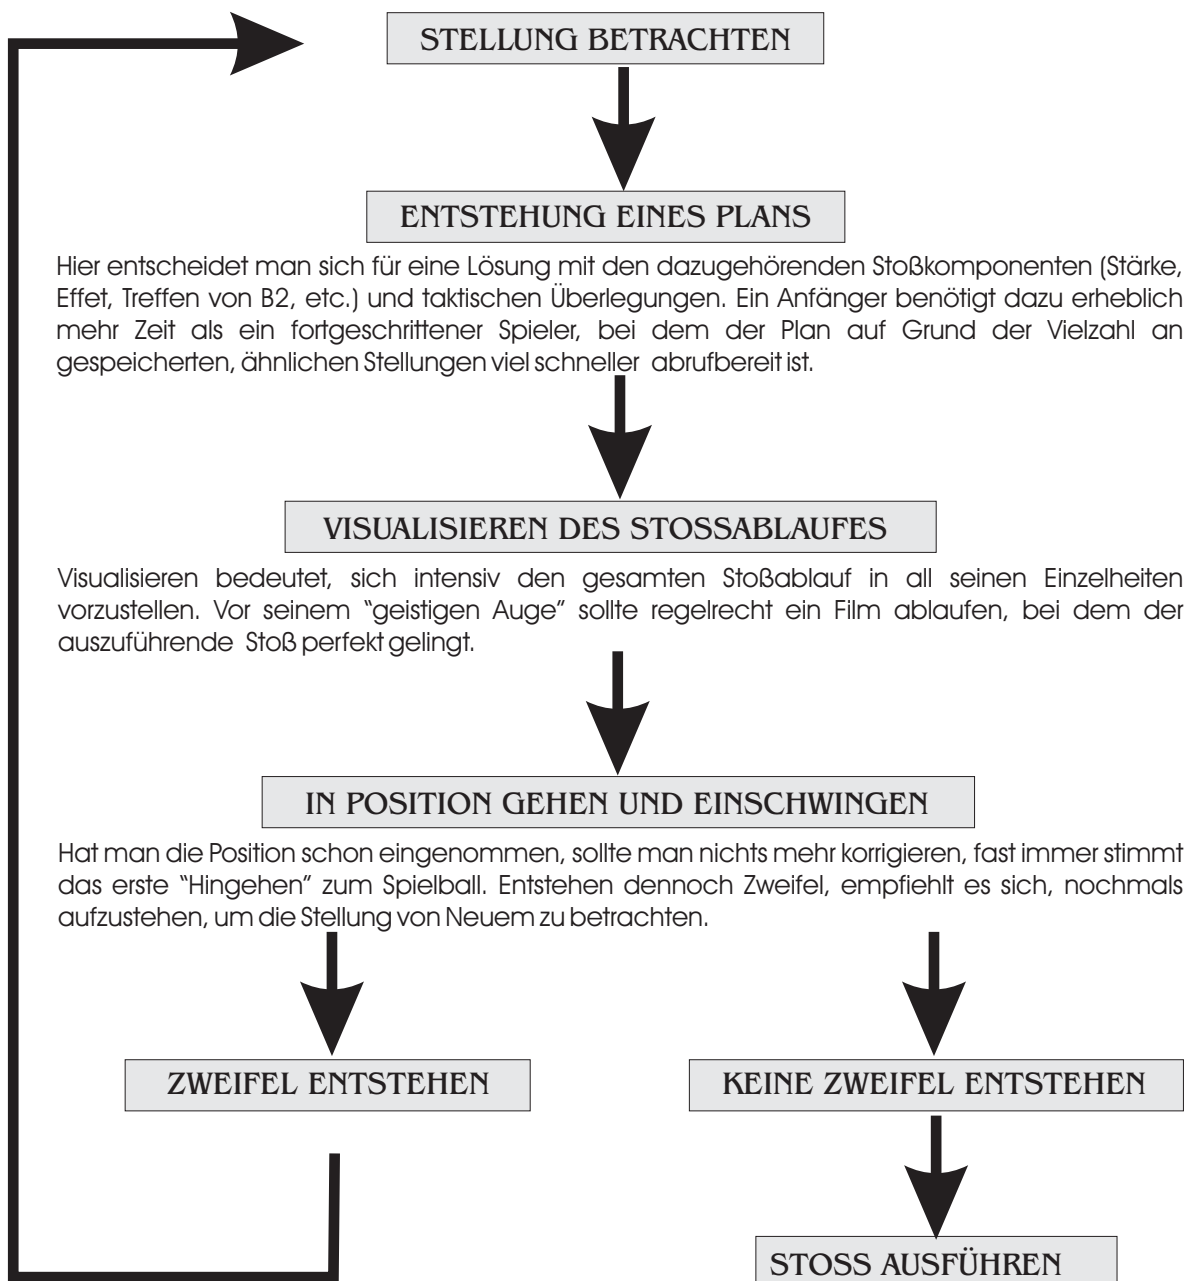 STELLUNG BETRACHTEN
ENTSTEHUNG EINES PLANS
Hier entscheidet man sich für eine Lösung mit den dazugehörenden Stoßkomponenten (Stärke,
Effet, Treffen von B2, etc.) und taktischen Überlegungen. Ein Anfänger benötigt dazu erheblich
mehr Zeit als ein fortgeschrittener Spieler, bei dem der Plan auf Grund der Vielzahl an
gespeicherten, ähnlichen Stellungen viel schneller abrufbereit ist.
VISUALISIEREN DES STOSSABLAUFES
Visualisieren bedeutet, sich intensiv den gesamten Stoßablauf in all seinen Einzelheiten
vorzustellen. Vor seinem "geistigen Auge" sollte regelrecht ein Film ablaufen, bei dem der
auszuführende Stoß perfekt gelingt.
IN POSITION GEHEN UND EINSCHWINGEN
Hat man die Position schon eingenommen, sollte man nichts mehr korrigieren, fast immer stimmt
das erste "Hingehen" zum Spielball. Entstehen dennoch Zweifel, empfiehlt es sich, nochmals
aufzustehen, um die Stellung von Neuem zu betrachten.
ZWEIFEL ENTSTEHEN
KEINE ZWEIFEL ENTSTEHEN
STOSS AUSFÜHREN